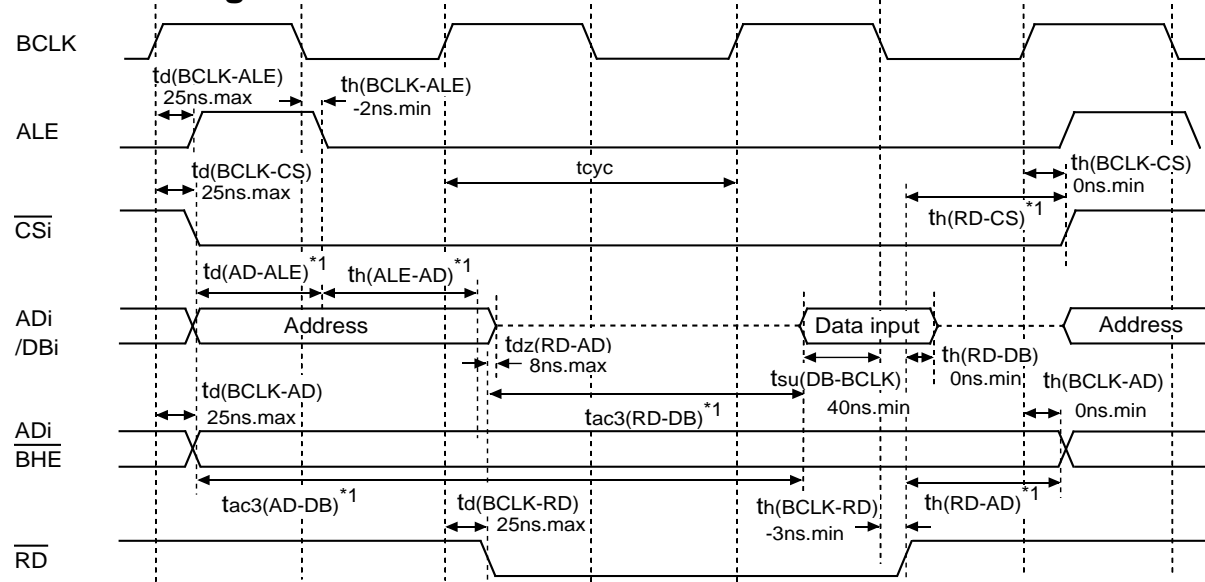 BCLK
td(BCLK-ALE)
25ns.max
th(BCLK-ALE)
-2ns.min
ALE
td(BCLK-CS)
25ns.max
tcyc
th(BCLK-CS)
0ns.min
th(RD-CS)*1
CSi
td(AD-ALE)*1
th(ALE-AD)*1
ADi
/DBi
Address
Data input
Address
tdz(RD-AD)
8ns.max
th(RD-DB)
0ns.min
tsu(DB-BCLK)
40ns.min
td(BCLK-AD)
25ns.max
th(BCLK-AD)
0ns.min
tac3(RD-DB)*1
ADi
BHE
tac3(AD-DB)*1
td(BCLK-RD)
25ns.max
th(BCLK-RD)
-3ns.min
th(RD-AD)*1
RD